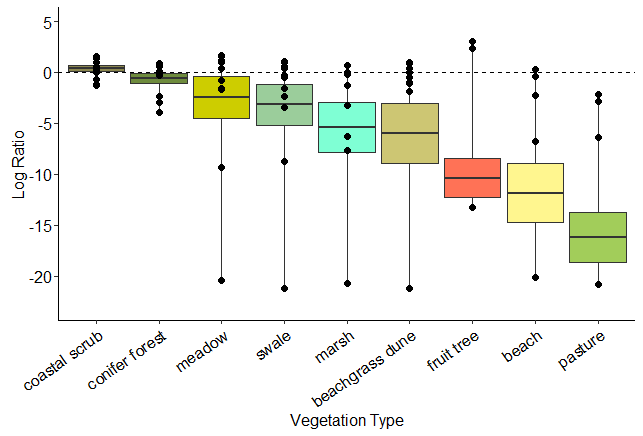 5
0
-5
-10
-15
-20
Log Ratio
coastal scrub
conifer forest
meadow
swale
marsh
beachgrass dune
fruit tree
beach
pasture
Vegetation Type